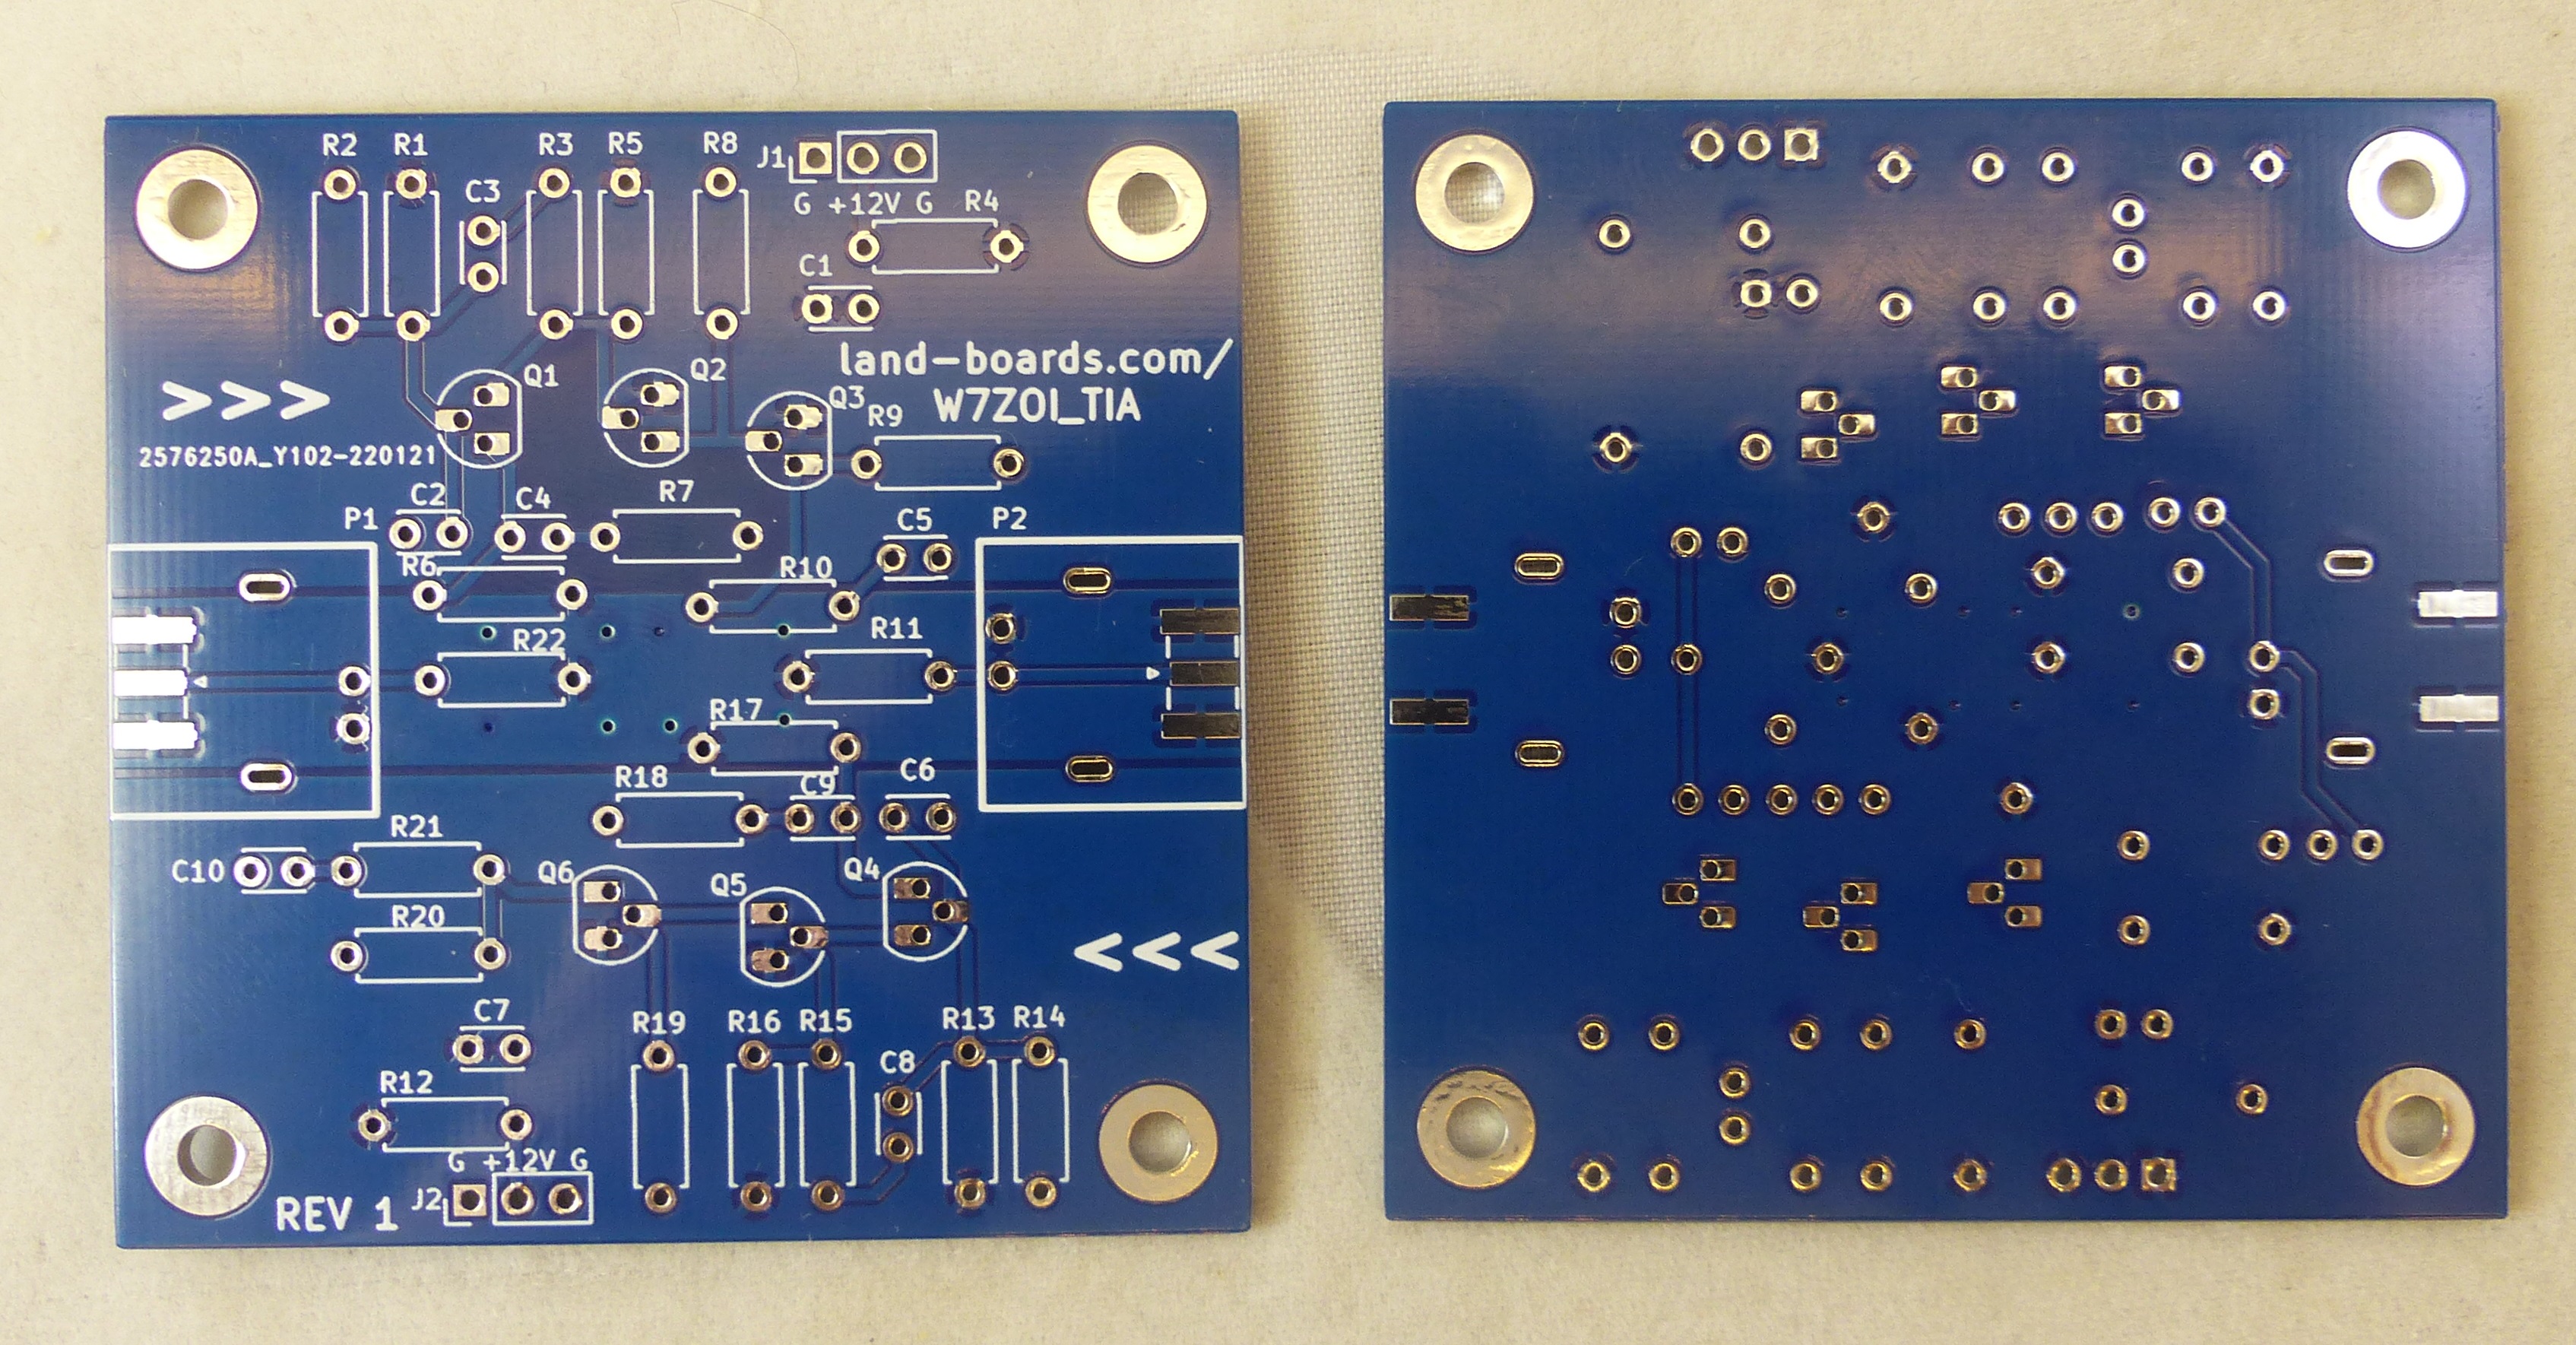 R2 R1 R3 R5 R8
J1
C3
G +12V G R4
C1
land-boards.com/
W7ZOI_TIA
>>>
Q1 Q2 Q3 R9
2576250A_Y102-220121
C2 C4 R7
P1 C5 P2
R6 R10
R22 R11
R17
R18 C9 C6
R21
C10 Q6 Q5 Q4
R20
<<<
C7 R19 R16 R15 R13 R14
R12 C8
G +12V G
REV 1 J2